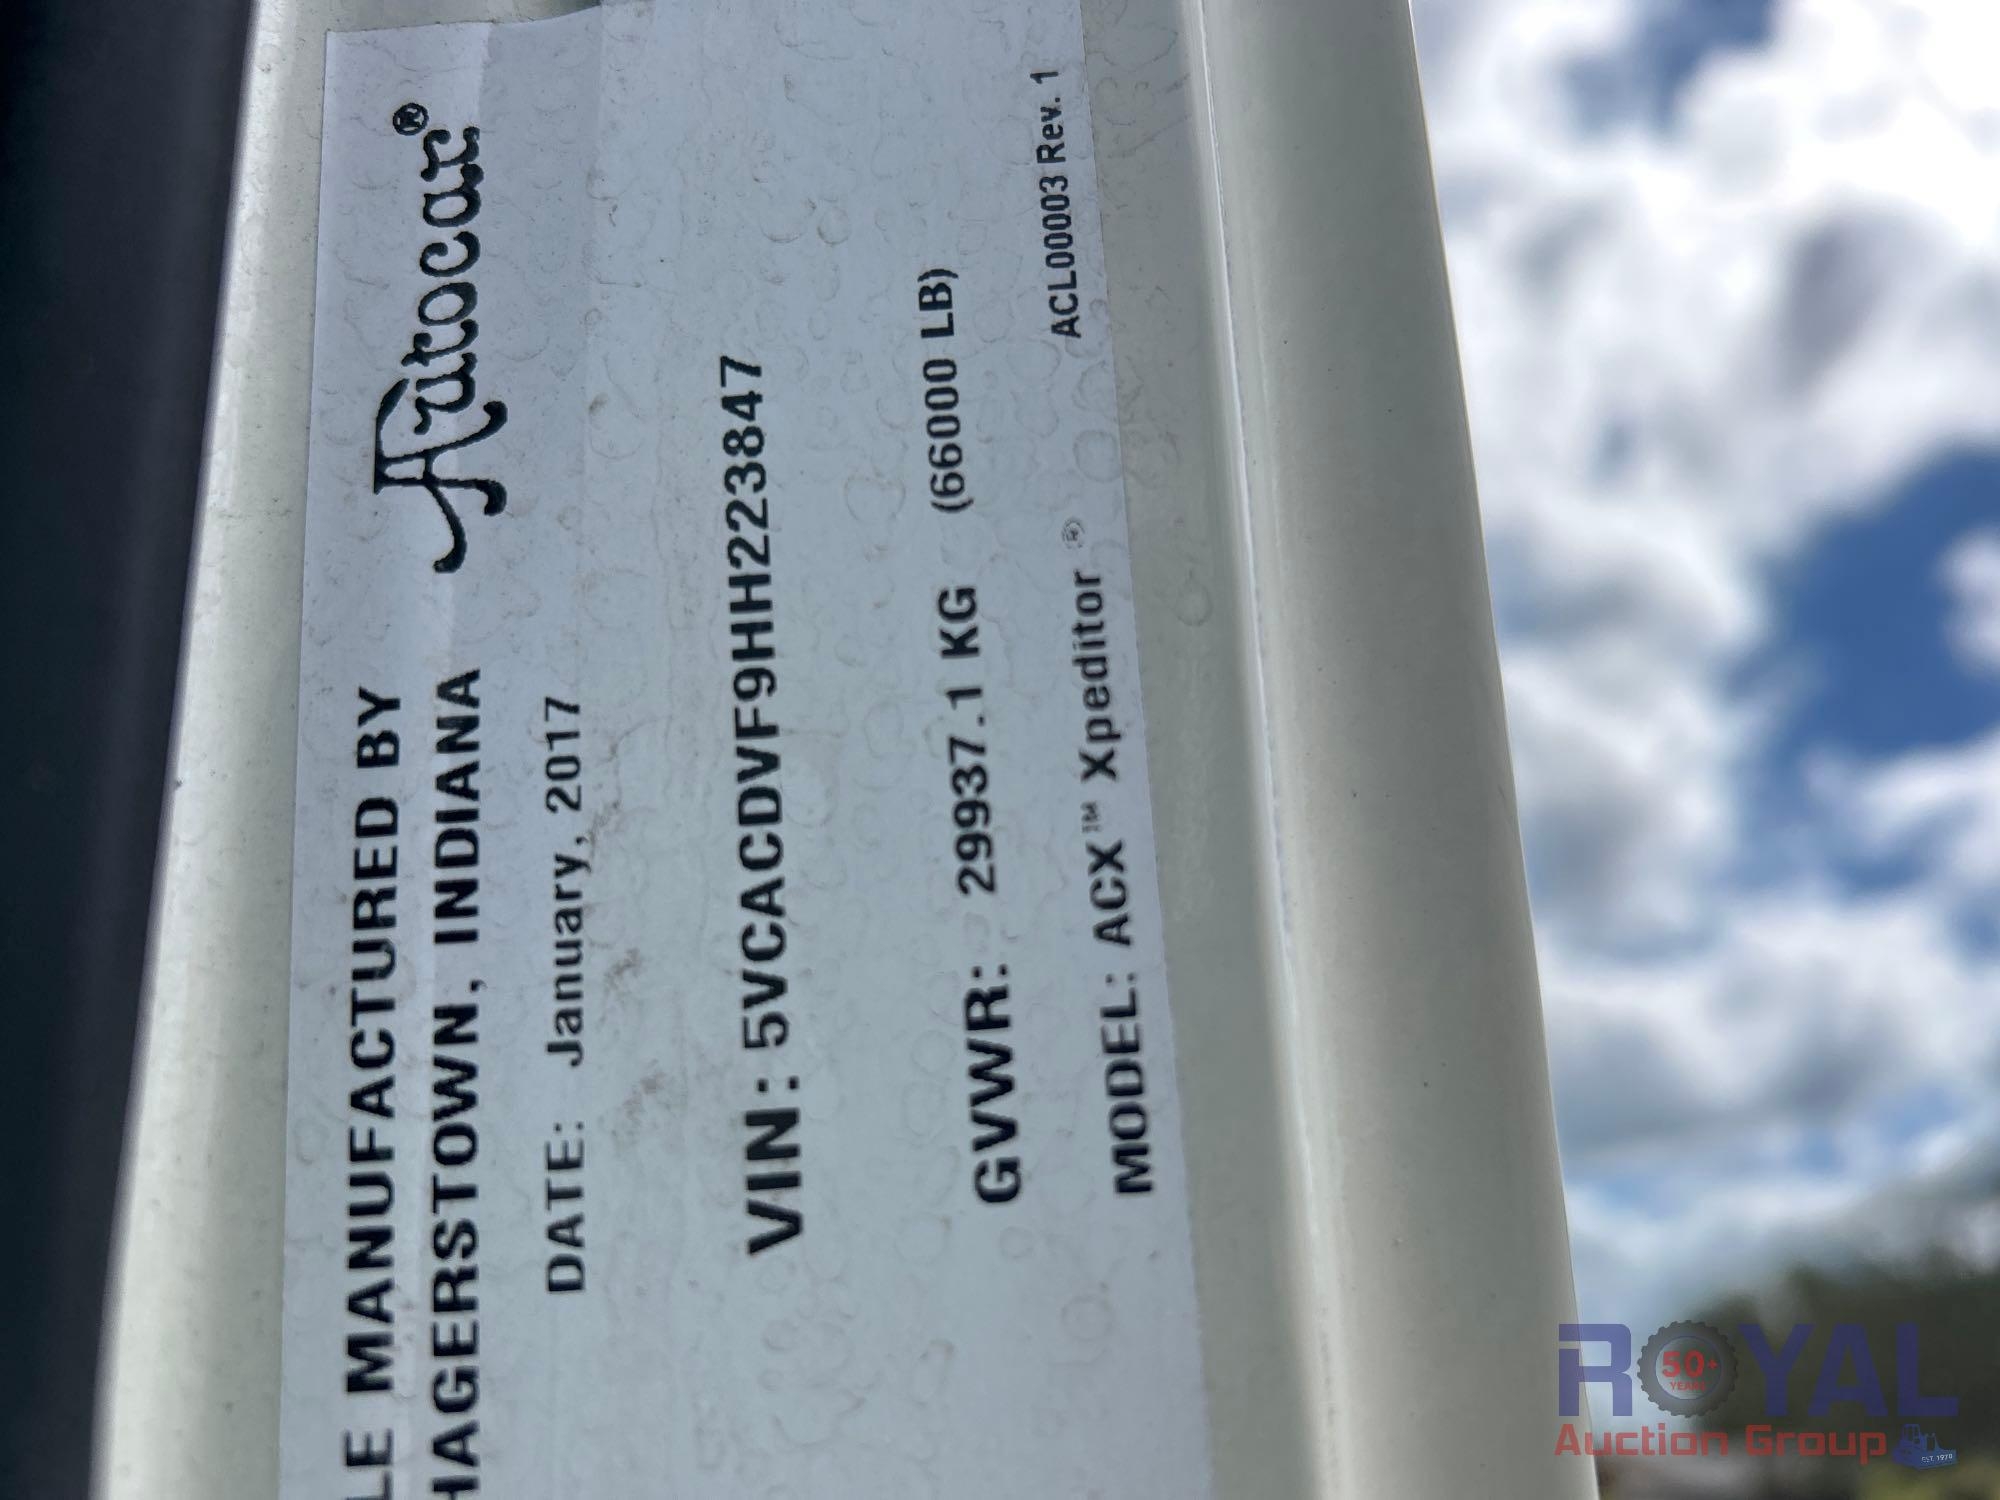 LE MANUFACTURED BY
HAGERSTOWN, INDIANA
Autocar®
DATE: January, 2017
VIN: 5VCACDVF9HH223847
GVWR: 29937.1 KG (66000 LB)
MODEL: ACX™ Xpeditor®
ACL00003 Rev. 1
ROYAL
50+
YEARS
Auction Group
EST. 1970